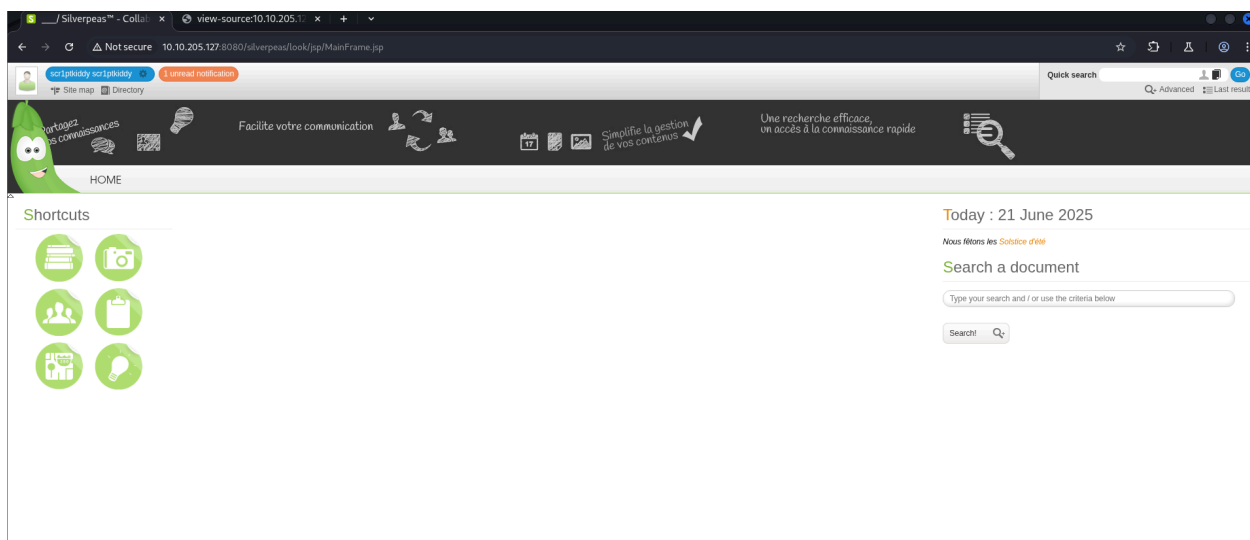 ___/ Silverpeas™ - Collab
view-source:10.10.205.12
Not secure 10.10.205.127:8080/silverpeas/look/jsp/MainFrame.jsp
scr1ptkiddy scr1ptkiddy
1 unread notification
Quick search
Go
Site map
Directory
Advanced
Last result
Partagez
vos connaissances
Facilite votre communication
17
Simplifie la gestion
de vos contenus
Une recherche efficace,
un accès à la connaissance rapide
HOME
Shortcuts
Today : 21 June 2025
Nous fêtons les Solstice d'été
Search a document
Type your search and / or use the criteria below
Search!